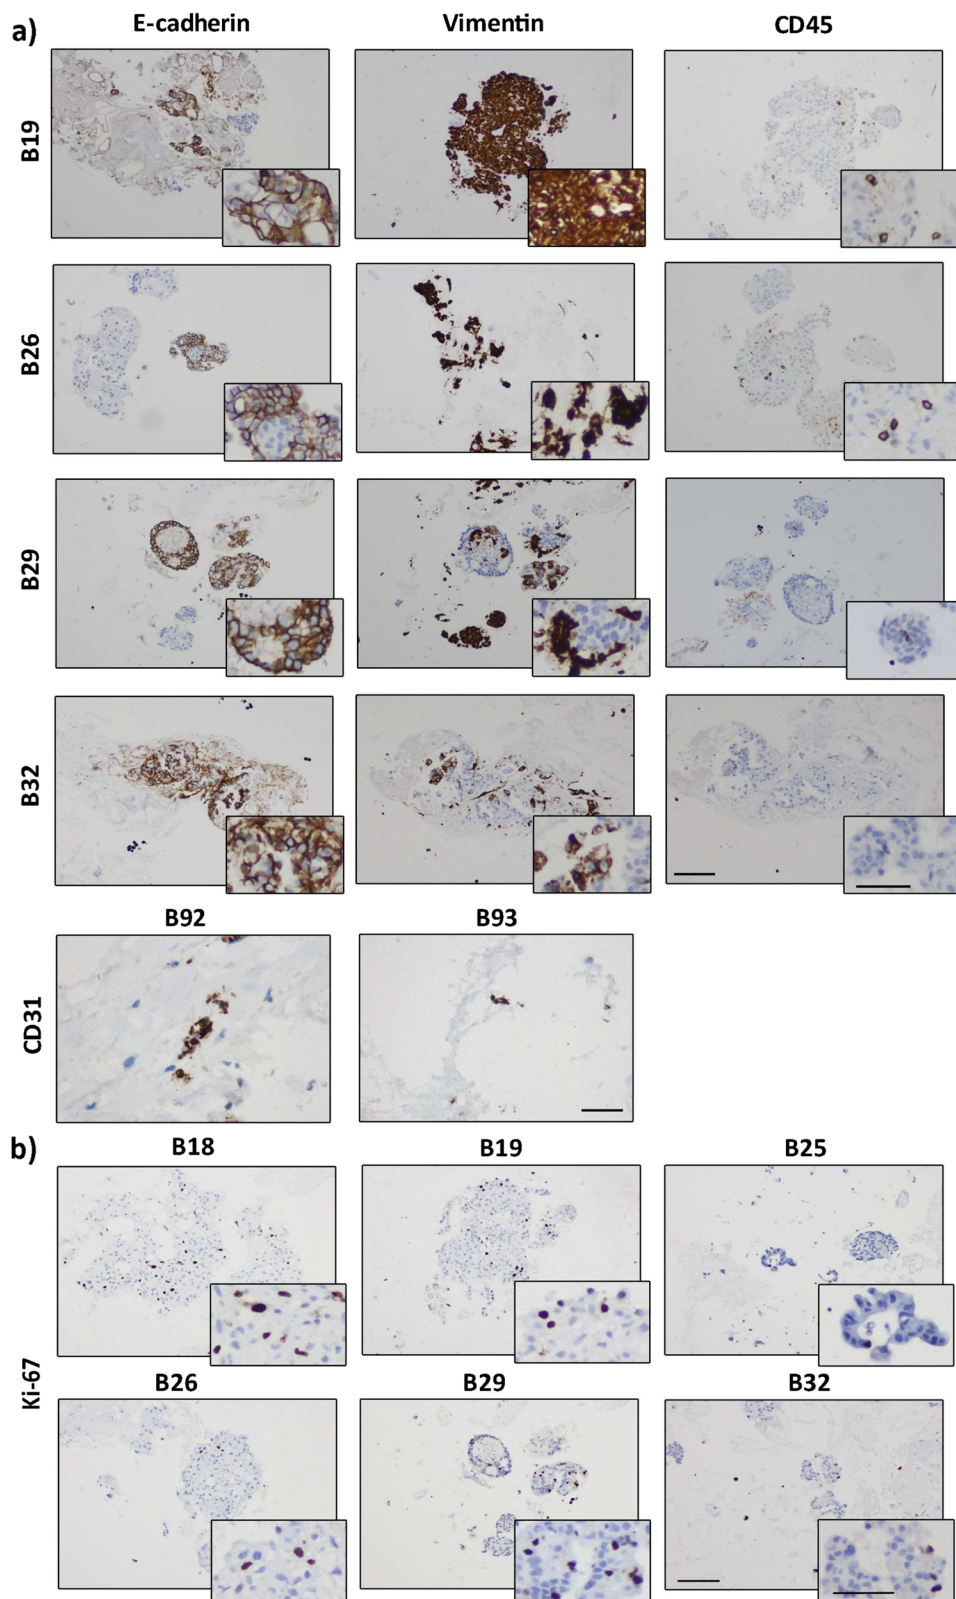 a)
E-cadherin Vimentin CD45
B19
B26
B29
B32
B92 B93
CD31
b)
B18 B19 B25
Ki-67
B26 B29 B32